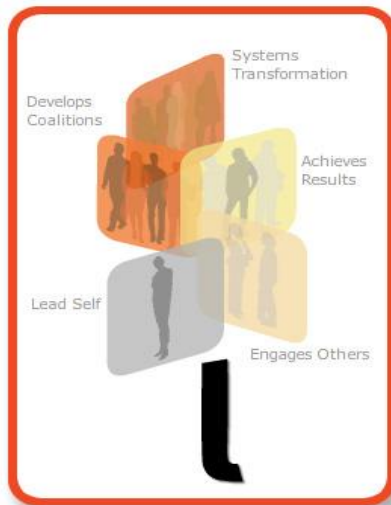 Systems
Transformation
Develops
Coalitions
Achieves
Results
Lead Self
Engages Others